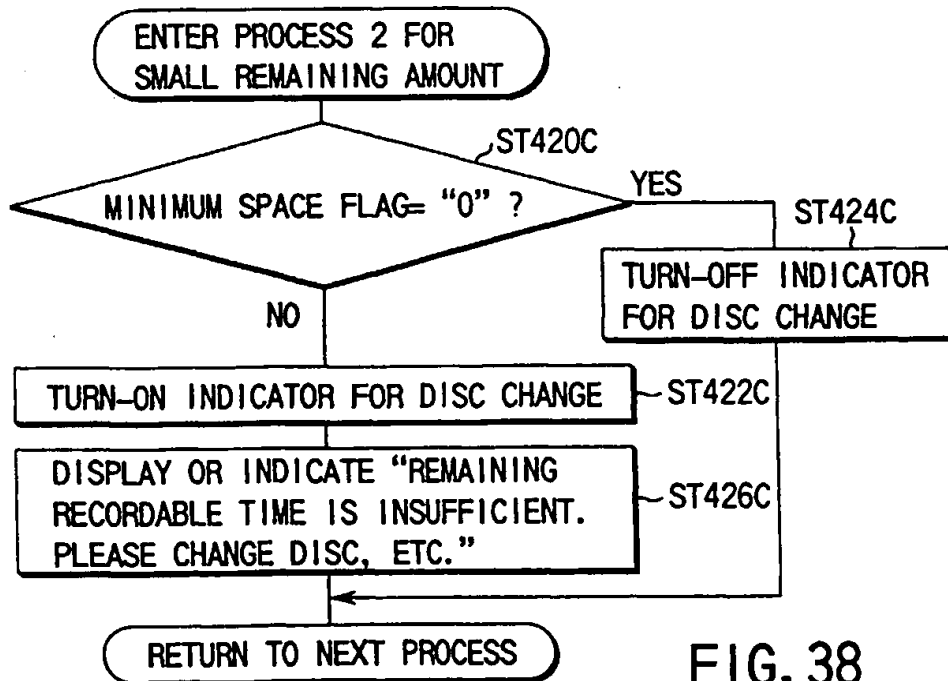 ENTER PROCESS 2 FOR
SMALL REMAINING AMOUNT
ST420C
MINIMUM SPACE FLAG= “0” ?
YES
ST424C
TURN-OFF INDICATOR
FOR DISC CHANGE
NO
TURN-ON INDICATOR FOR DISC CHANGE
ST422C
DISPLAY OR INDICATE “REMAINING
RECORDABLE TIME IS INSUFFICIENT.
PLEASE CHANGE DISC, ETC.”
ST426C
RETURN TO NEXT PROCESS
FIG. 38